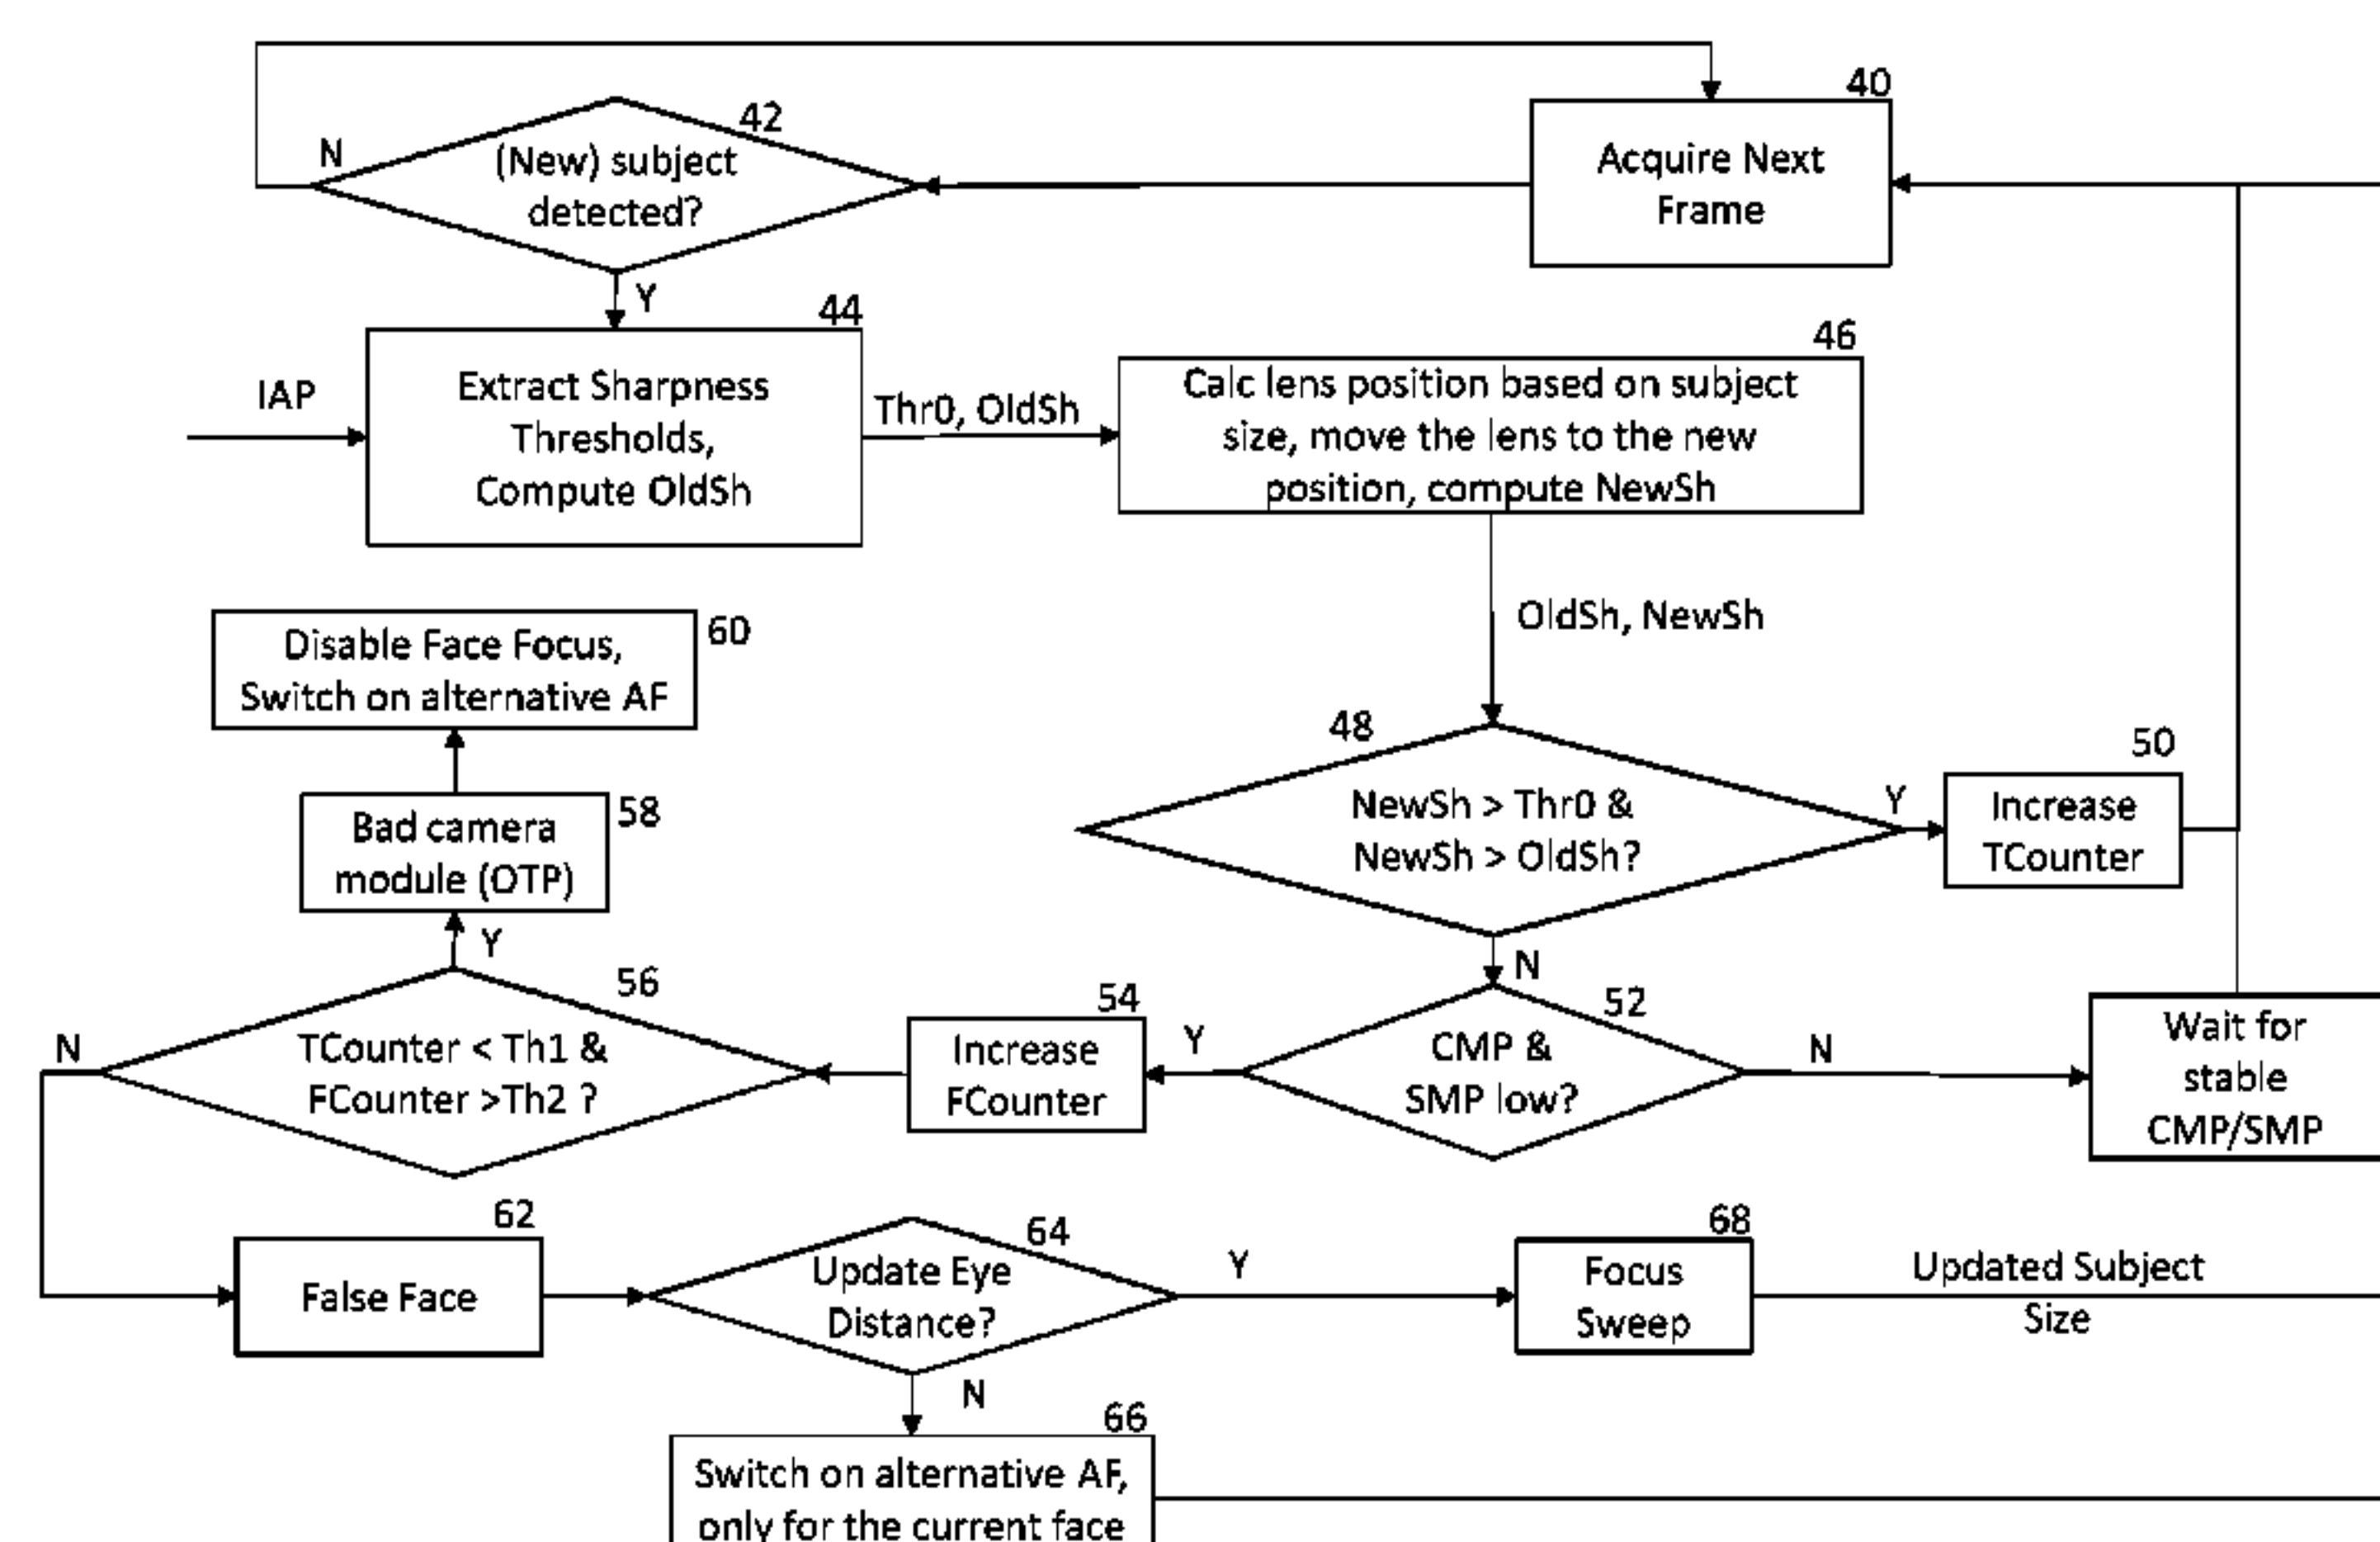 40
42
N
(New) subject
detected?
Acquire Next
Frame
Y
44
46
IAP
Extract Sharpness
Thresholds,
Compute OldSh
Thr0, OldSh
Calc lens position based on subject
size, move the lens to the new
position, compute NewSh
OldSh, NewSh
Disable Face Focus,
Switch on alternative AF
60
48
50
NewSh > Thr0 &
NewSh > OldSh?
Y
Increase
TCounter
Bad camera
module (OTP)
58
Y
N
56
54
52
N
TCounter < Th1 &
FCounter >Th2 ?
Increase
FCounter
Y
CMP &
SMP low?
N
Wait for
stable
CMP/SMP
62
64
68
False Face
Update Eye
Distance?
Y
Focus
Sweep
Updated Subject
Size
N
66
Switch on alternative AF,
only for the current face